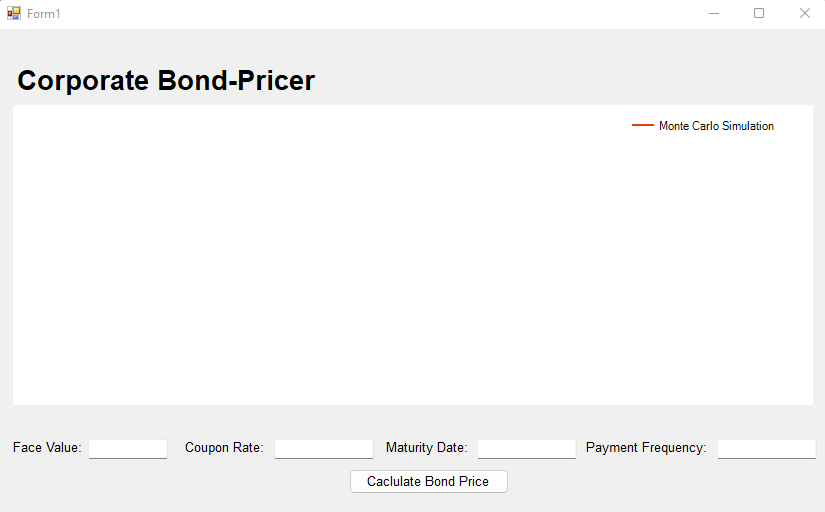 Form1
Corporate Bond-Pricer
Monte Carlo Simulation
Face Value: Coupon Rate: Maturity Date: Payment Frequency:
Caclulate Bond Price